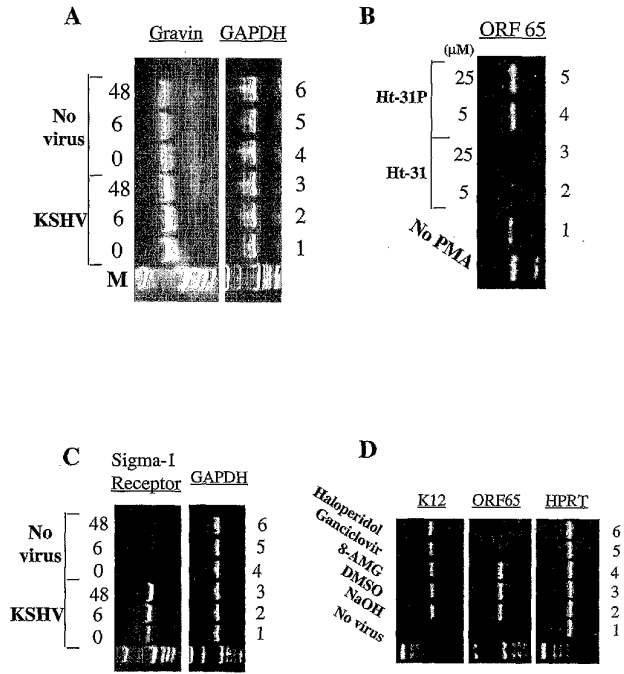 A
Gravin GAPDH
No virus
48
6
0
KSHV
48
6
0
M
6
5
4
3
2
1
B
ORF 65
(μM)
Ht-31P
25
5
Ht-31
25
5
No PMA
5
4
3
2
1
C
Sigma-1 Receptor
GAPDH
No virus
48
6
0
KSHV
48
6
0
6
5
4
3
2
1
D
K12 ORF65 HPRT
Haloperidol
Ganciclovir
8-AMG
DMSO
NaOH
No virus
6
5
4
3
2
1